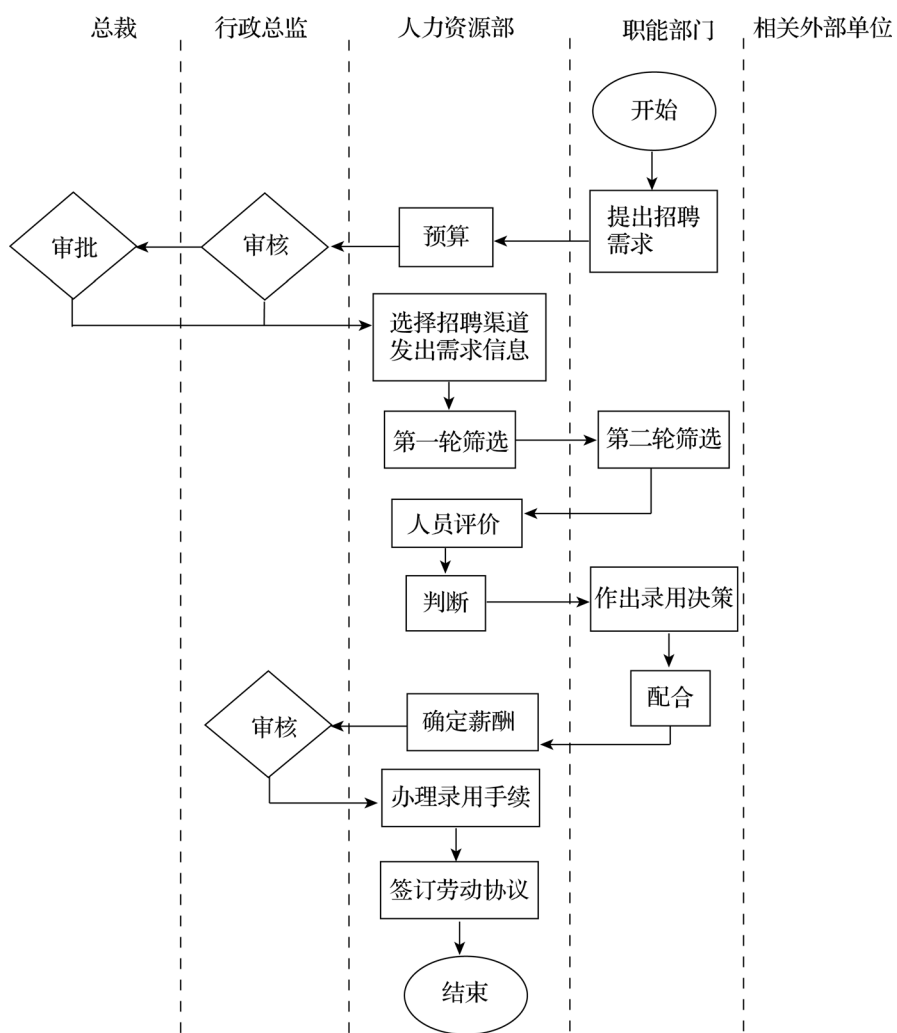 总裁
行政总监
人力资源部
职能部门
相关外部单位
开始
提出招聘
需求
预算
审核
审批
选择招聘渠道
发出需求信息
第一轮筛选
第二轮筛选
人员评价
判断
作出录用决策
配合
确定薪酬
审核
办理录用手续
签订劳动协议
结束